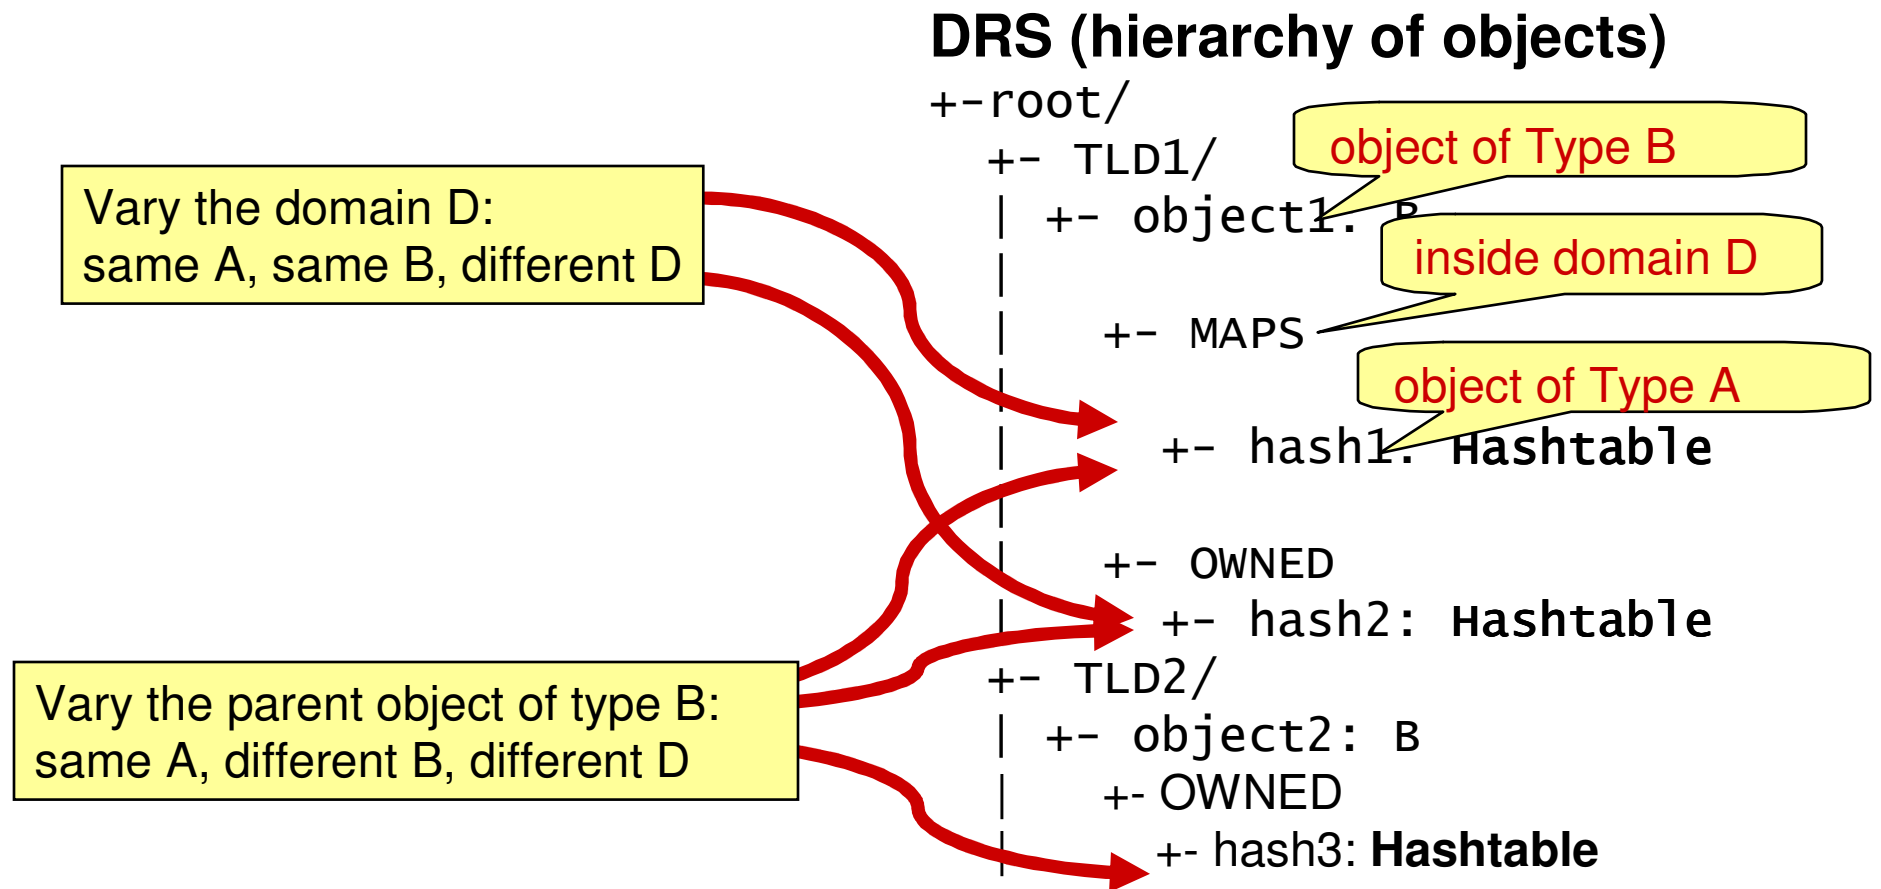 DRS (hierarchy of objects)
+-root/
+- TLD1/
object of Type B
| +- object1: B
inside domain D
Vary the domain D:
same A, same B, different D
|
| +- MAPS
object of Type A
|
| +- hash1: Hashtable
|
| +- OWNED
| +- hash2: Hashtable
+- TLD2/
Vary the parent object of type B:
same A, different B, different D
| +- object2: B
| +- OWNED
| +- hash3: Hashtable